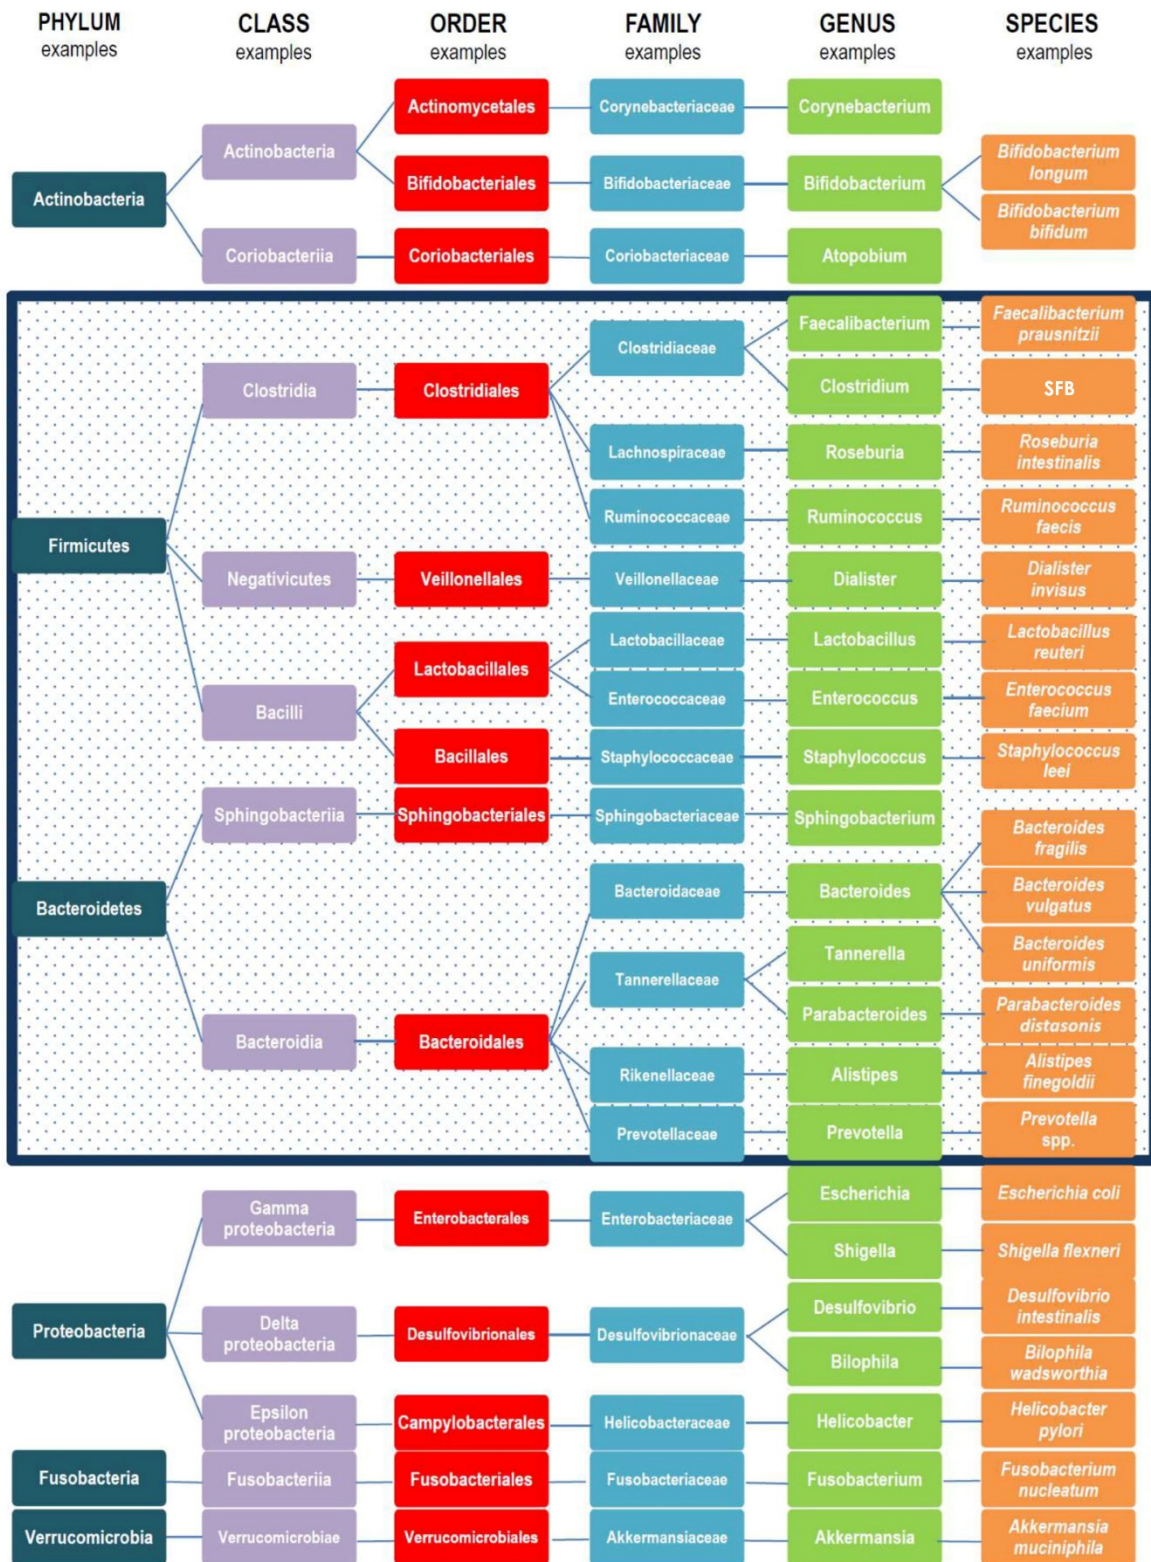 PHYLUM
examples
CLASS
examples
ORDER
examples
FAMILY
examples
GENUS
examples
SPECIES
examples
Actinomycetales
Corynebacteriaceae
Corynebacterium
Actinobacteria
Bifidobacterium
longum
Bifidobacteriales
Bifidobacteriaceae
Bifidobacterium
Actinobacteria
Bifidobacterium
bifidum
Coriobacteriia
Coriobacteriales
Coriobacteriaceae
Atopobium
Faecalibacterium
Faecalibacterium
prausnitzii
Clostridiaceae
Clostridia
Clostridiales
Clostridium
SFB
Lachnospiraceae
Roseburia
Roseburia
intestinalis
Ruminococcaceae
Ruminococcus
Ruminococcus
faecis
Firmicutes
Negativicutes
Veillonellales
Veillonellaceae
Dialister
Dialister
invisus
Lactobacillaceae
Lactobacillus
Lactobacillus
reuteri
Lactobacillales
Bacilli
Enterococcaceae
Enterococcus
Enterococcus
faecium
Bacillales
Staphylococcaceae
Staphylococcus
Staphylococcus
leei
Sphingobacteriia
Sphingobacteriales
Sphingobacteriaceae
Sphingobacterium
Bacteroides
fragilis
Bacteroidaceae
Bacteroides
Bacteroides
vulgatus
Bacteroidetes
Tannerella
Bacteroides
uniformis
Tannerellaceae
Parabacteroides
Parabacteroides
distasonis
Bacteroidia
Bacteroidales
Rikenellaceae
Alistipes
Alistipes
finegoldii
Prevotellaceae
Prevotella
Prevotella
spp.
Escherichia
Escherichia coli
Gamma
proteobacteria
Enterobacterales
Enterobacteriaceae
Shigella
Shigella flexneri
Desulfovibrio
Desulfovibrio
intestinalis
Proteobacteria
Delta
proteobacteria
Desulfovibrionales
Desulfovibrionaceae
Bilophila
Bilophila
wadsworthia
Epsilon
proteobacteria
Campylobacterales
Helicobacteraceae
Helicobacter
Helicobacter
pylori
Fusobacteria
Fusobacteriia
Fusobacteriales
Fusobacteriaceae
Fusobacterium
Fusobacterium
nucleatum
Verrucomicrobia
Verrucomicrobiae
Verrucomicrobiales
Akkermansiaceae
Akkermansia
Akkermansia
muciniphila